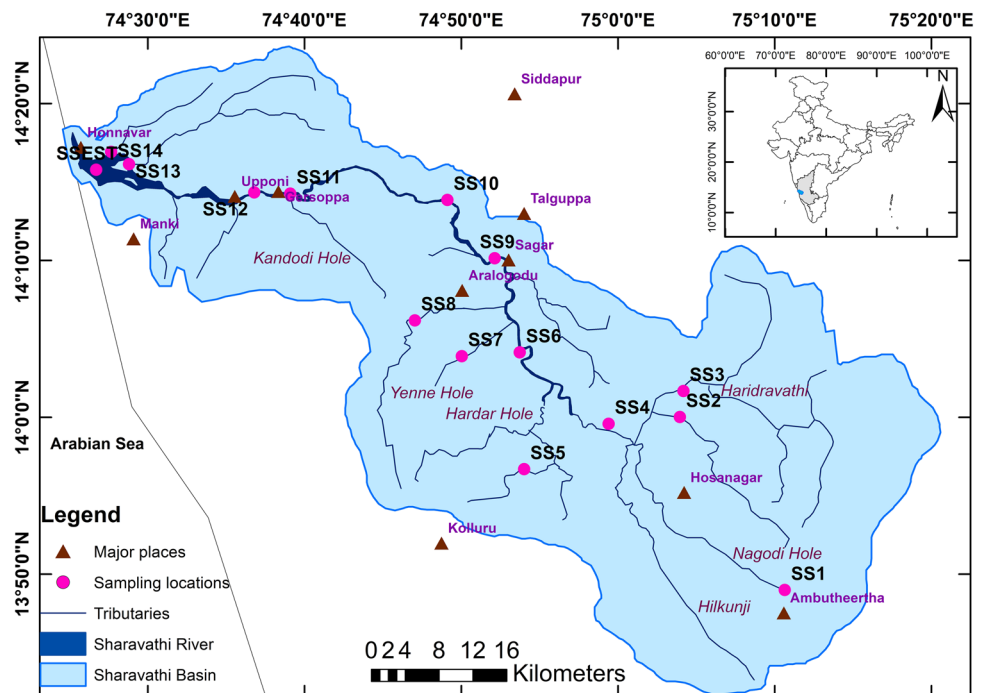 74°30'0"E 74°40'0"E 74°50'0"E 75°0'0"E 75°10'0"E 75°20'0"E
60°0'0"E 70°0'0"E 80°0'0"E 90°0'0"E 100°0'0"E
N
30°0'0"N
20°0'0"N
10°0'0"N
14°20'0"N
14°10'0"N
14°0'0"N
13°50'0"N
Siddapur
Honnavar
SSEST
SS14
SS13
Upponi
SS11
Gersoppa
SS12
SS10
Talguppa
Manki
Kandodi Hole
SS9
Sagar
Aralogodu
SS8
SS7
SS6
Yenne Hole
Hardar Hole
SS3
Haridravathi
SS2
SS4
Arabian Sea
SS5
Hosanagar
Kolluru
Nagodi Hole
SS1
Ambutheertha
Hilkunji
Legend
Major places
Sampling locations
Tributaries
Sharavathi River
Sharavathi Basin
0 2 4 8 12 16
Kilometers